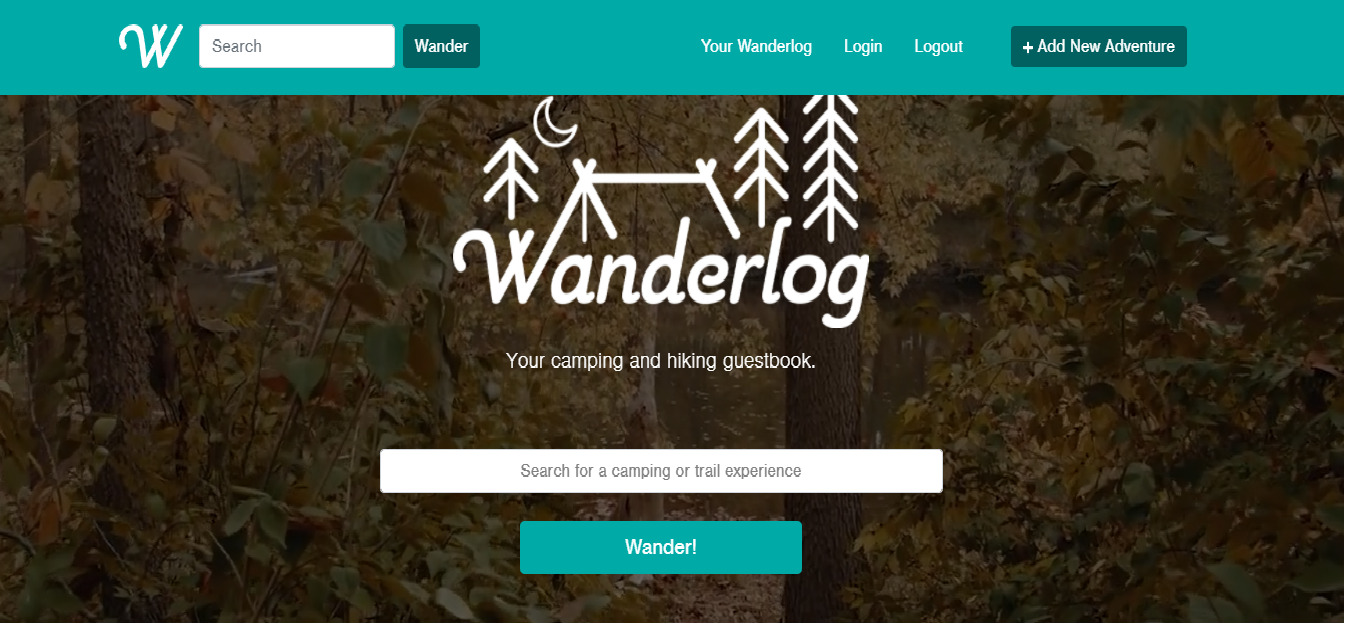 W
Search
Wander
Your Wanderlog
Login
Logout
+ Add New Adventure
Wanderlog
Your camping and hiking guestbook.
Search for a camping or trail experience
Wander!